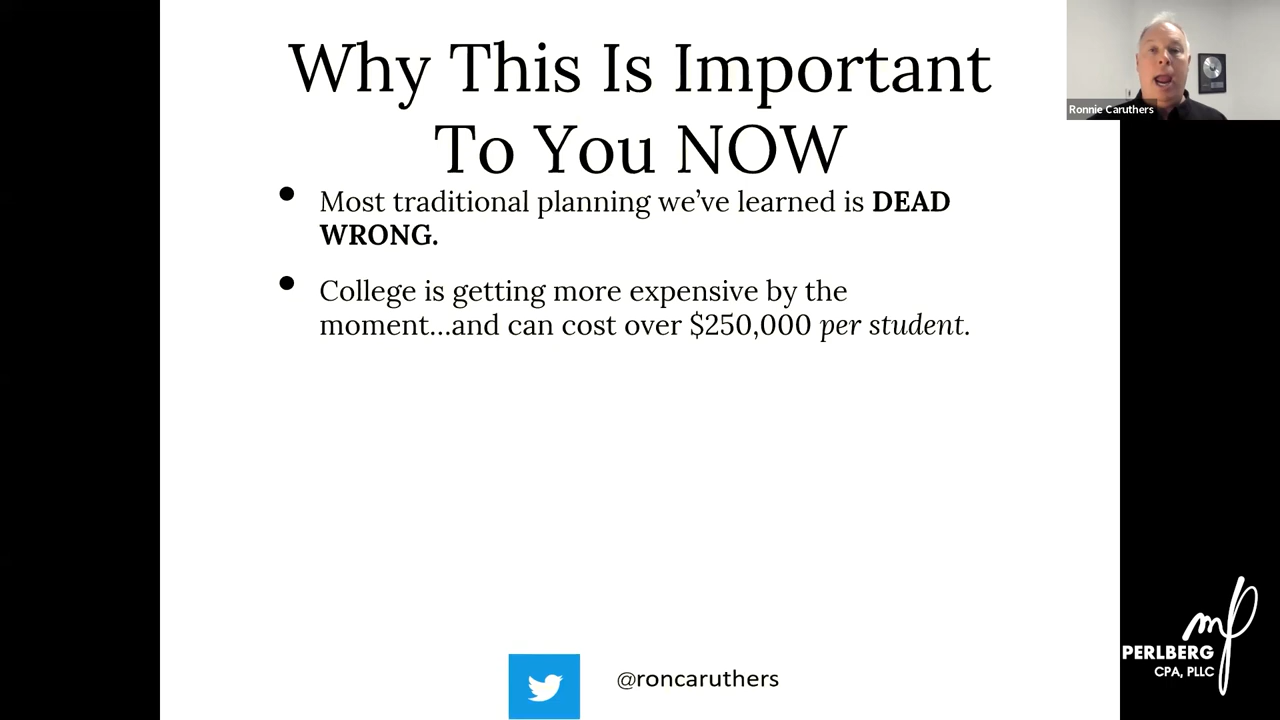 Why This Is Important
To You NOW
Ronnie Caruthers
• Most traditional planning we’ve learned is DEAD
WRONG.
• College is getting more expensive by the
moment…and can cost over $250,000 per student.
@roncaruthers
mp
PERLBERG
CPA, PLLC